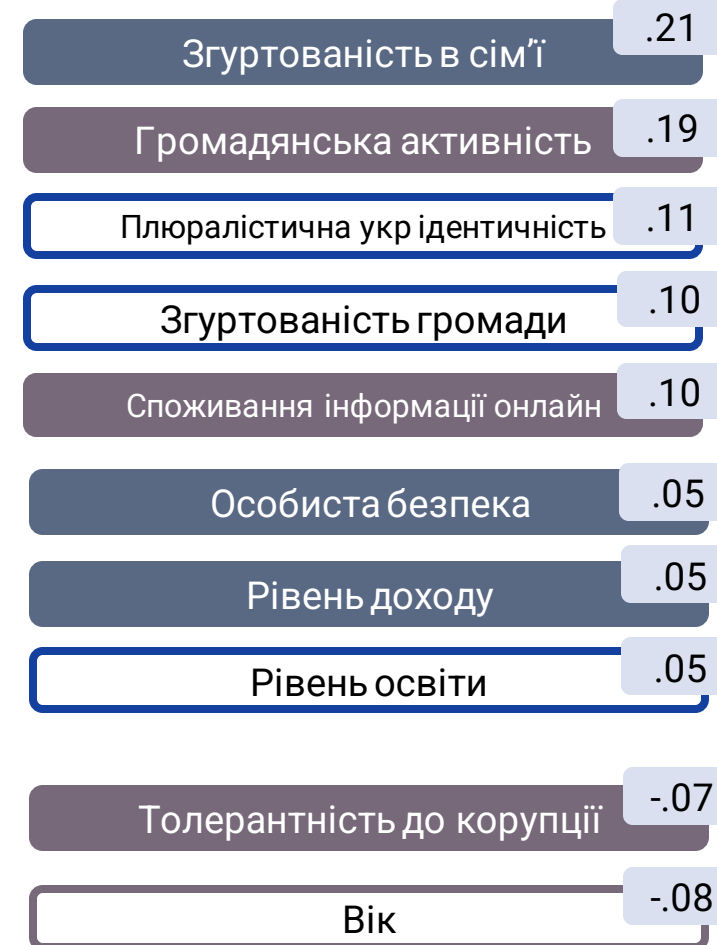 Згуртованість в сім’ї .21
Громадянська активність .19
Плюралістична укр ідентичність .11
Згуртованість громади .10
Споживання інформації онлайн .10
Особиста безпека .05
Рівень доходу .05
Рівень освіти .05
Толерантність до корупції -.07
Вік -.08